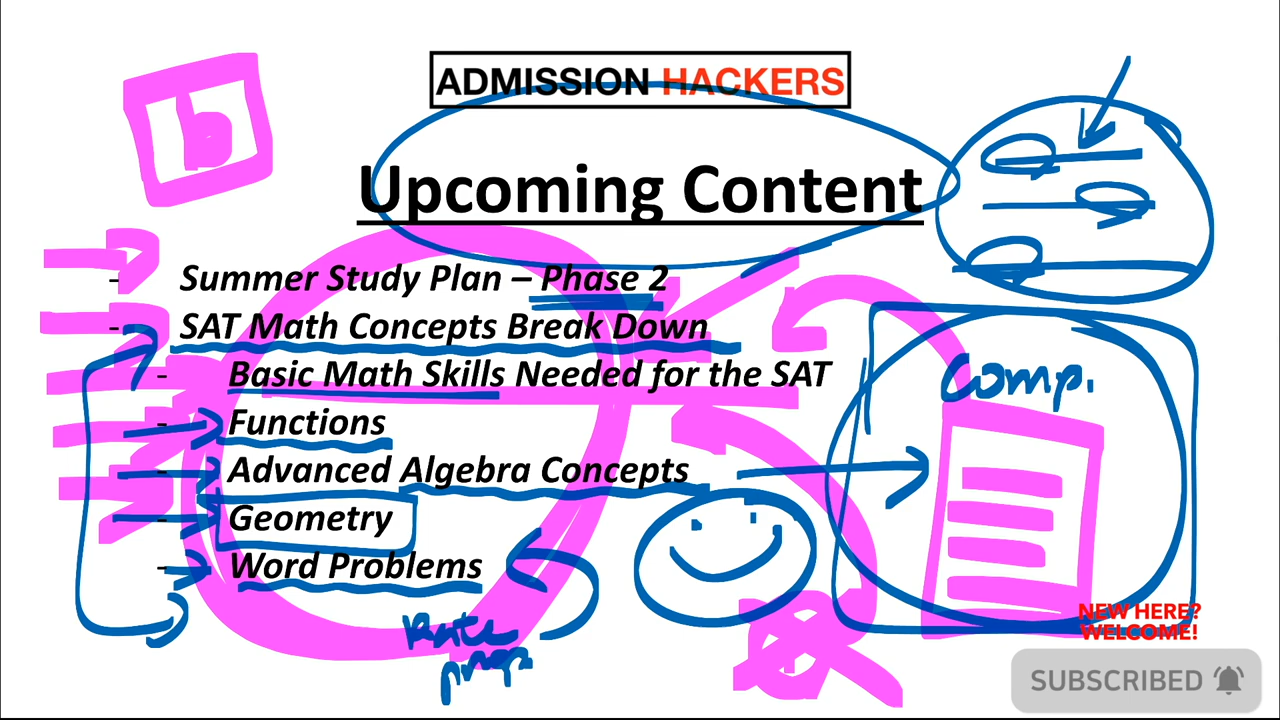 ADMISSION HACKERS
b
Upcoming Content
- Summer Study Plan – Phase 2
- SAT Math Concepts Break Down
- Basic Math Skills Needed for the SAT
Comp.
- Functions
- Advanced Algebra Concepts
- Geometry
- Word Problems
Rate
NEW HERE?
WELCOME!
SUBSCRIBED